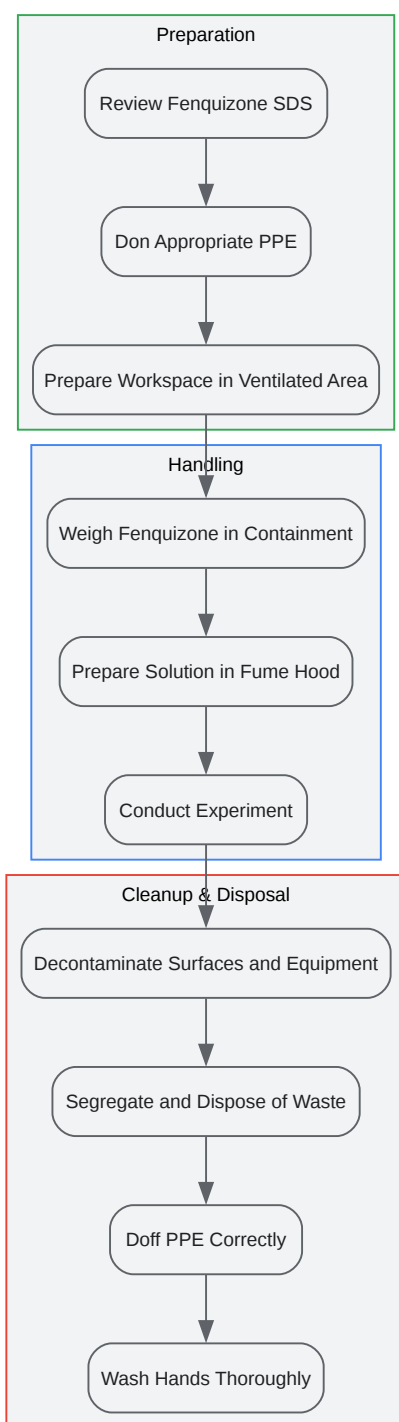 Preparation
Review Fenquizone SDS
Don Appropriate PPE
Prepare Workspace in Ventilated Area
Handling
Weigh Fenquizone in Containment
Prepare Solution in Fume Hood
Conduct Experiment
Cleanup & Disposal
Decontaminate Surfaces and Equipment
Segregate and Dispose of Waste
Doff PPE Correctly
Wash Hands Thoroughly